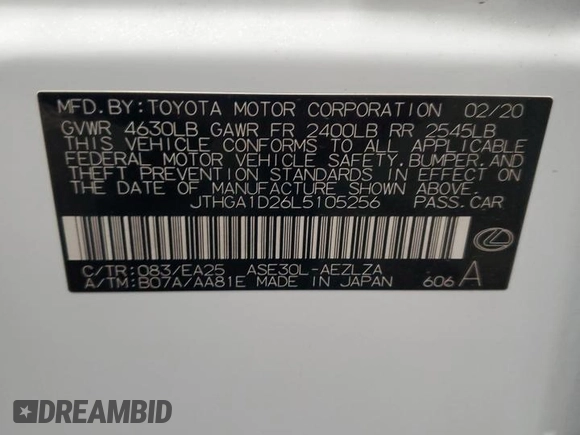 MFD.BY:TOYOTA MOTOR CORPORATION 02/20
GVWR 4630LB GAWR FR 2400LB RR 2545LB
THIS VEHICLE CONFORMS TO ALL APPLICABLE
FEDERAL MOTOR VEHICLE SAFETY,BUMPER,AND
THEFT PREVENTION STANDARDS IN EFFECT ON
THE DATE OF MANUFACTURE SHOWN ABOVE.
JTHGA1D26L5105256 PASS.CAR
C/TR:083/EA25 ASE30L-AEZLZA
A/TM:B07A/AA81E MADE IN JAPAN 606 A
DREAMBID